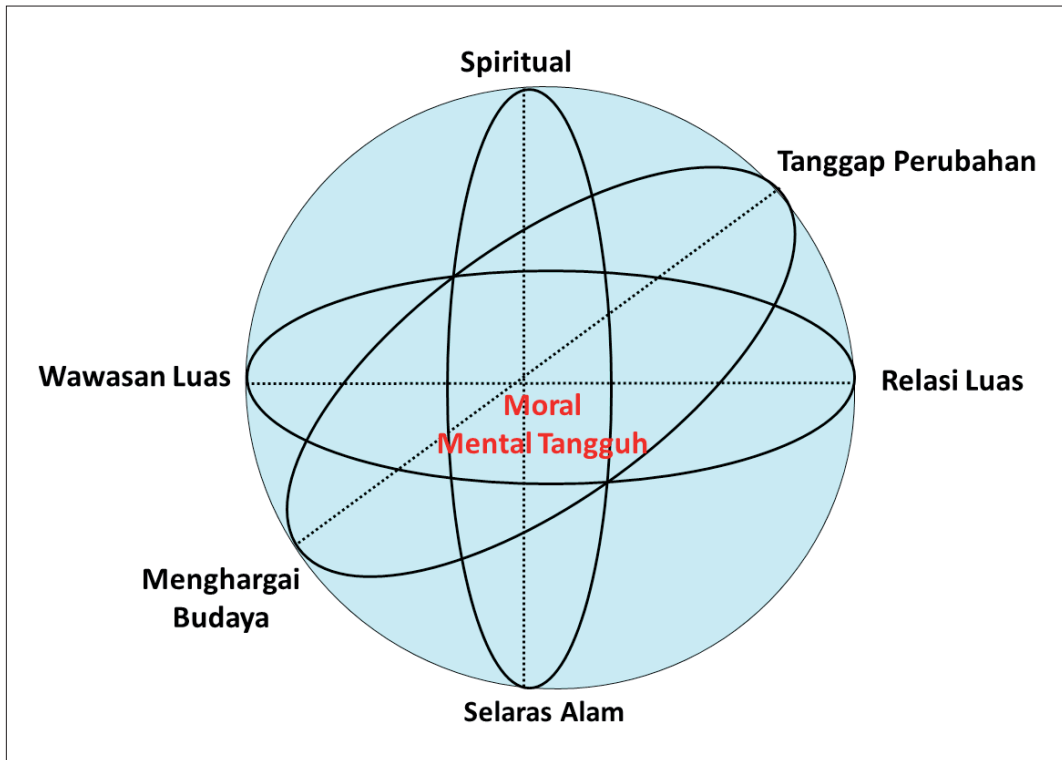 Spiritual
Tanggap Perubahan
Wawasan Luas
Relasi Luas
Moral
Mental Tangguh
Menghargai
Budaya
Selaras Alam